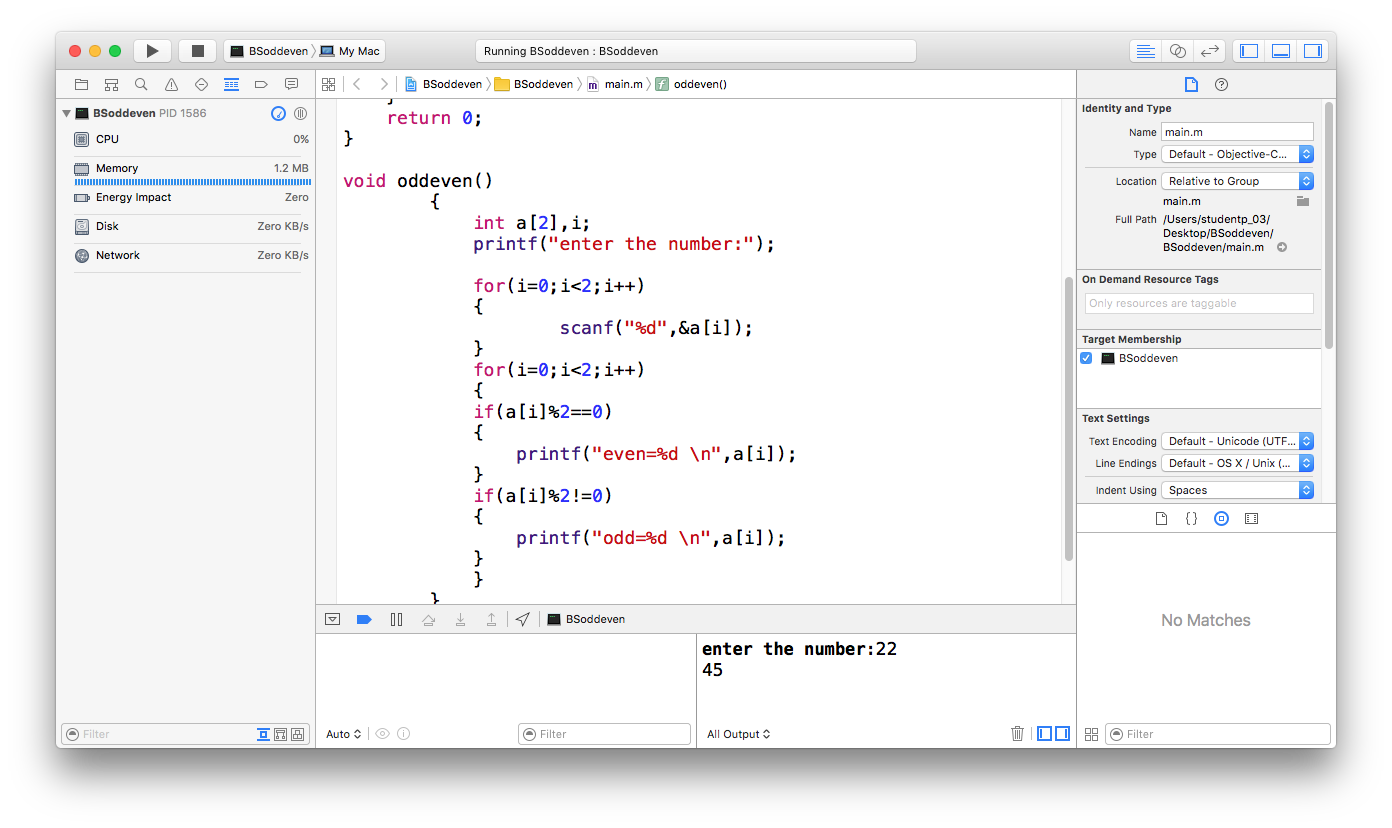 BSoddeven My Mac
Running BSoddeven : BSoddeven
BSoddeven BSoddeven m main.m f oddeven()
BSoddeven PID 1586
CPU 0%
Memory 1.2 MB
Energy Impact Zero
Disk Zero KB/s
Network Zero KB/s
Filter
}
return 0;
}
void oddeven()
{
int a[2],i;
printf("enter the number:");
for(i=0;i<2;i++)
{
scanf("%d",&a[i]);
}
for(i=0;i<2;i++)
{
if(a[i]%2==0)
{
printf("even=%d \n",a[i]);
}
if(a[i]%2!=0)
{
printf("odd=%d \n",a[i]);
}
}
}
BSoddeven
Auto
Filter
enter the number:22
45
All Output
Identity and Type
Name main.m
Type Default - Objective-C...
Location Relative to Group
main.m
Full Path /Users/studentp_03/
Desktop/BSoddeven/
BSoddeven/main.m
On Demand Resource Tags
Only resources are taggable
Target Membership
BSoddeven
Text Settings
Text Encoding Default - Unicode (UTF...
Line Endings Default - OS X / Unix (...
Indent Using Spaces
{}
No Matches
Filter